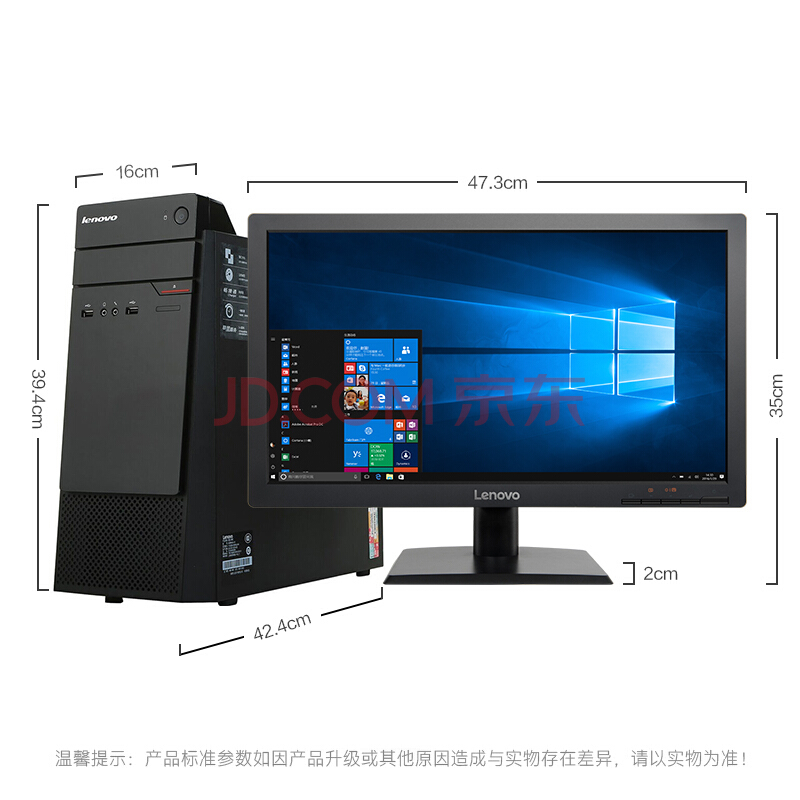 16cm
47.3cm
lenovo
39.4cm
35cm
JD.COM 京东
Lenovo
2cm
42.4cm
温馨提示：产品标准参数如因产品升级或其他原因造成与实物存在差异，请以实物为准！